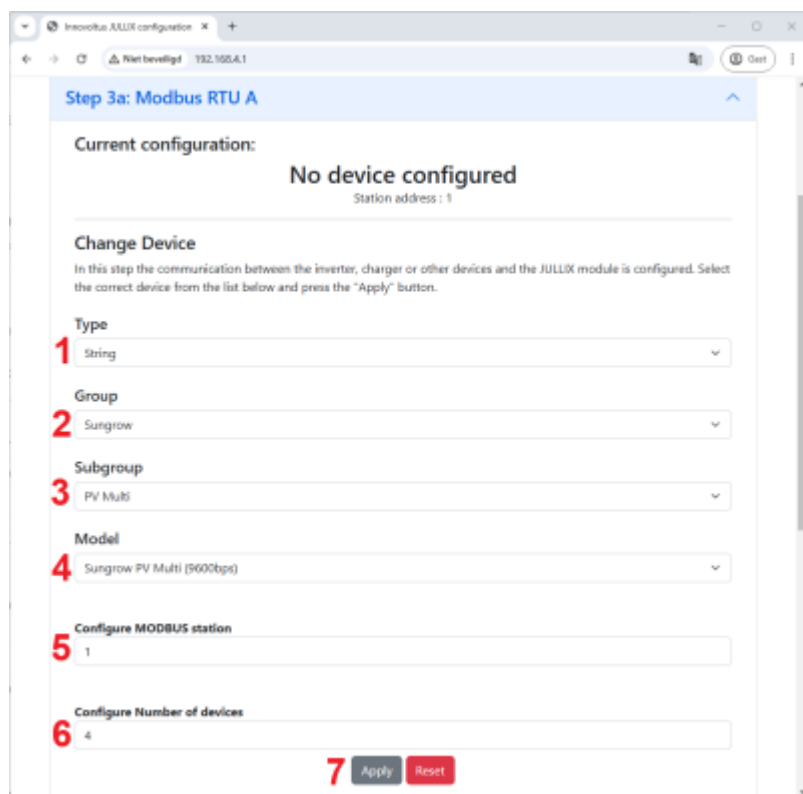 Innovoltus JULLIX configuration
Niet beveiligd 192.168.4.1
Gast
Step 3a: Modbus RTU A
Current configuration:
No device configured
Station address : 1
Change Device
In this step the communication between the inverter, charger or other devices and the JULLIX module is configured. Select
the correct device from the list below and press the "Apply" button.
Type
1 String
Group
2 Sungrow
Subgroup
3 PV Multi
Model
4 Sungrow PV Multi (9600bps)
Configure MODBUS station
5 1
Configure Number of devices
6 4
7 Apply Reset